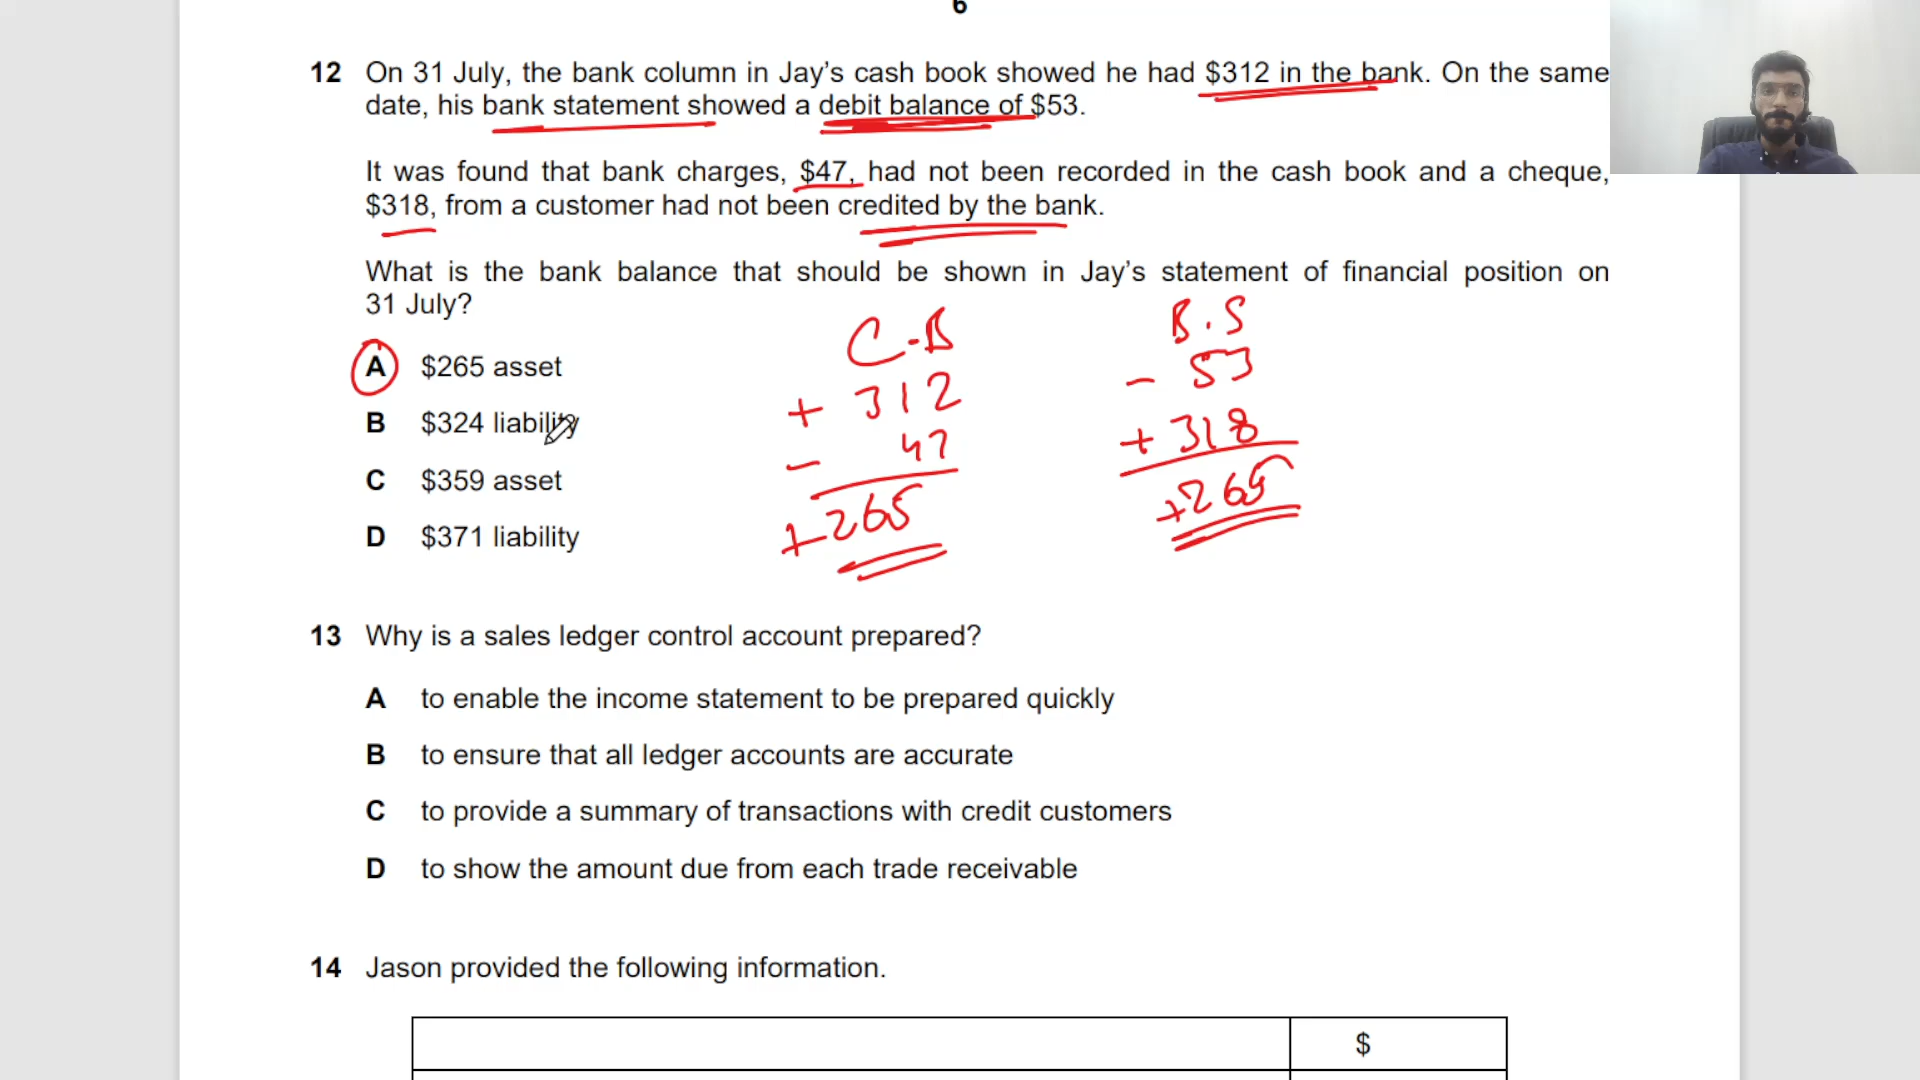 6
12 On 31 July, the bank column in Jay's cash book showed he had $312 in the bank. On the same
date, his bank statement showed a debit balance of $53.
It was found that bank charges, $47, had not been recorded in the cash book and a cheque,
$318, from a customer had not been credited by the bank.
What is the bank balance that should be shown in Jay's statement of financial position on
31 July?
A $265 asset
B $324 liability
C $359 asset
D $371 liability
C.B
+ 312
- 47
+265
B.S
- 53
+ 318
+265
13 Why is a sales ledger control account prepared?
A to enable the income statement to be prepared quickly
B to ensure that all ledger accounts are accurate
C to provide a summary of transactions with credit customers
D to show the amount due from each trade receivable
14 Jason provided the following information.
$